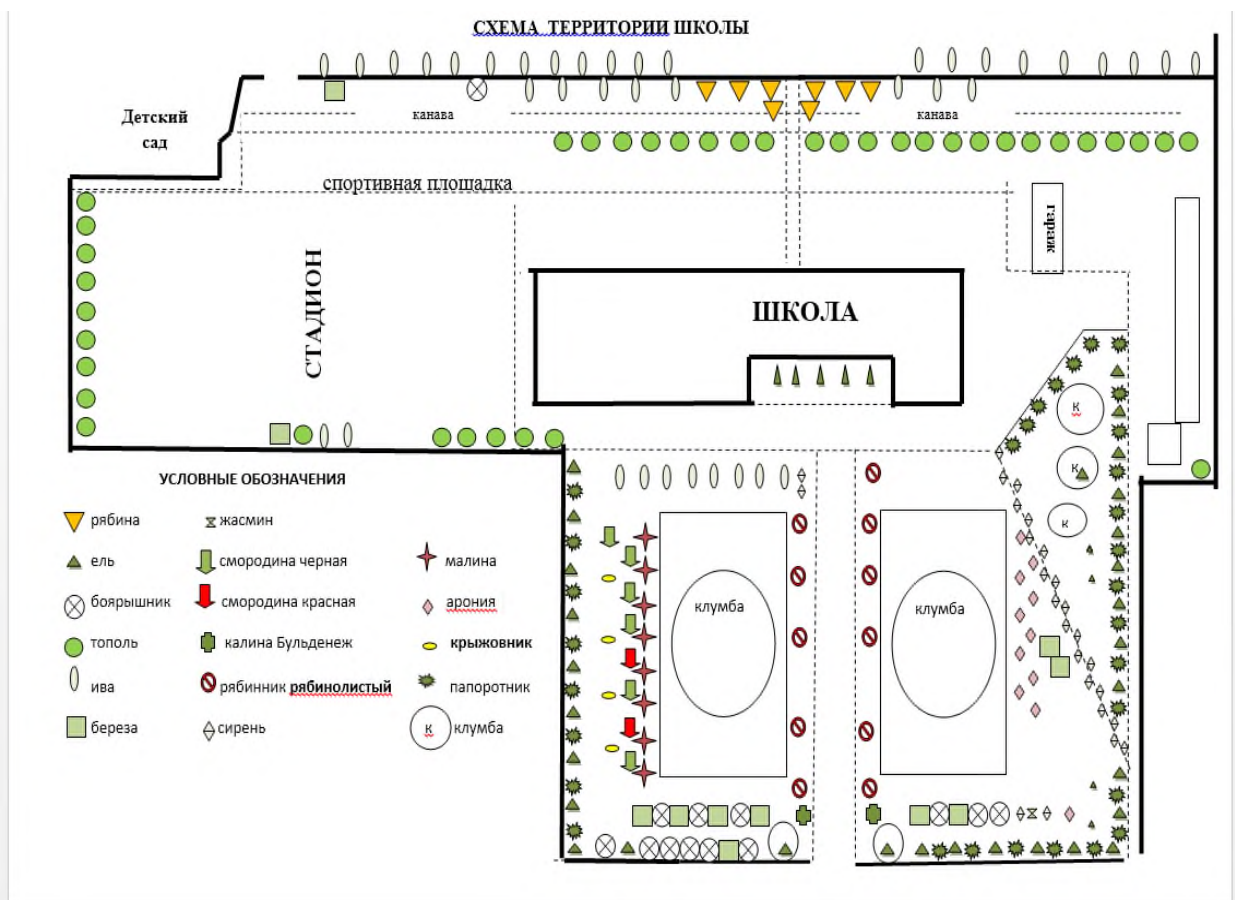 СХЕМА ТЕРРИТОРИИ ШКОЛЫ
Детский
сад
канава
канава
спортивная площадка
гараж
СТАДИОН
ШКОЛА
К
К
К
УСЛОВНЫЕ ОБОЗНАЧЕНИЯ
рябина
жасмин
ель
смородина черная
малина
боярышник
смородина красная
арония
тополь
калина Бульденеж
крыжовник
ива
рябинник рябинолистый
папоротник
береза
сирень
К
клумба
клумба
клумба